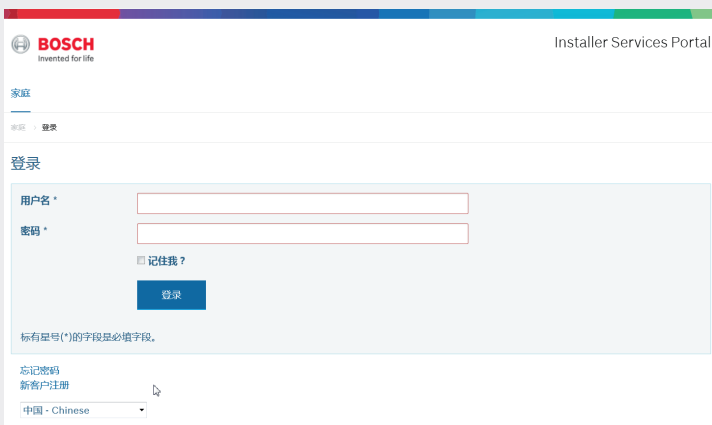 BOSCH
Invented for life
Installer Services Portal
家庭
家庭 › 登录
登录
用户名 *
密码 *
记住我？
登录
标有星号(*)的字段是必填字段。
忘记密码
新客户注册
中国 - Chinese